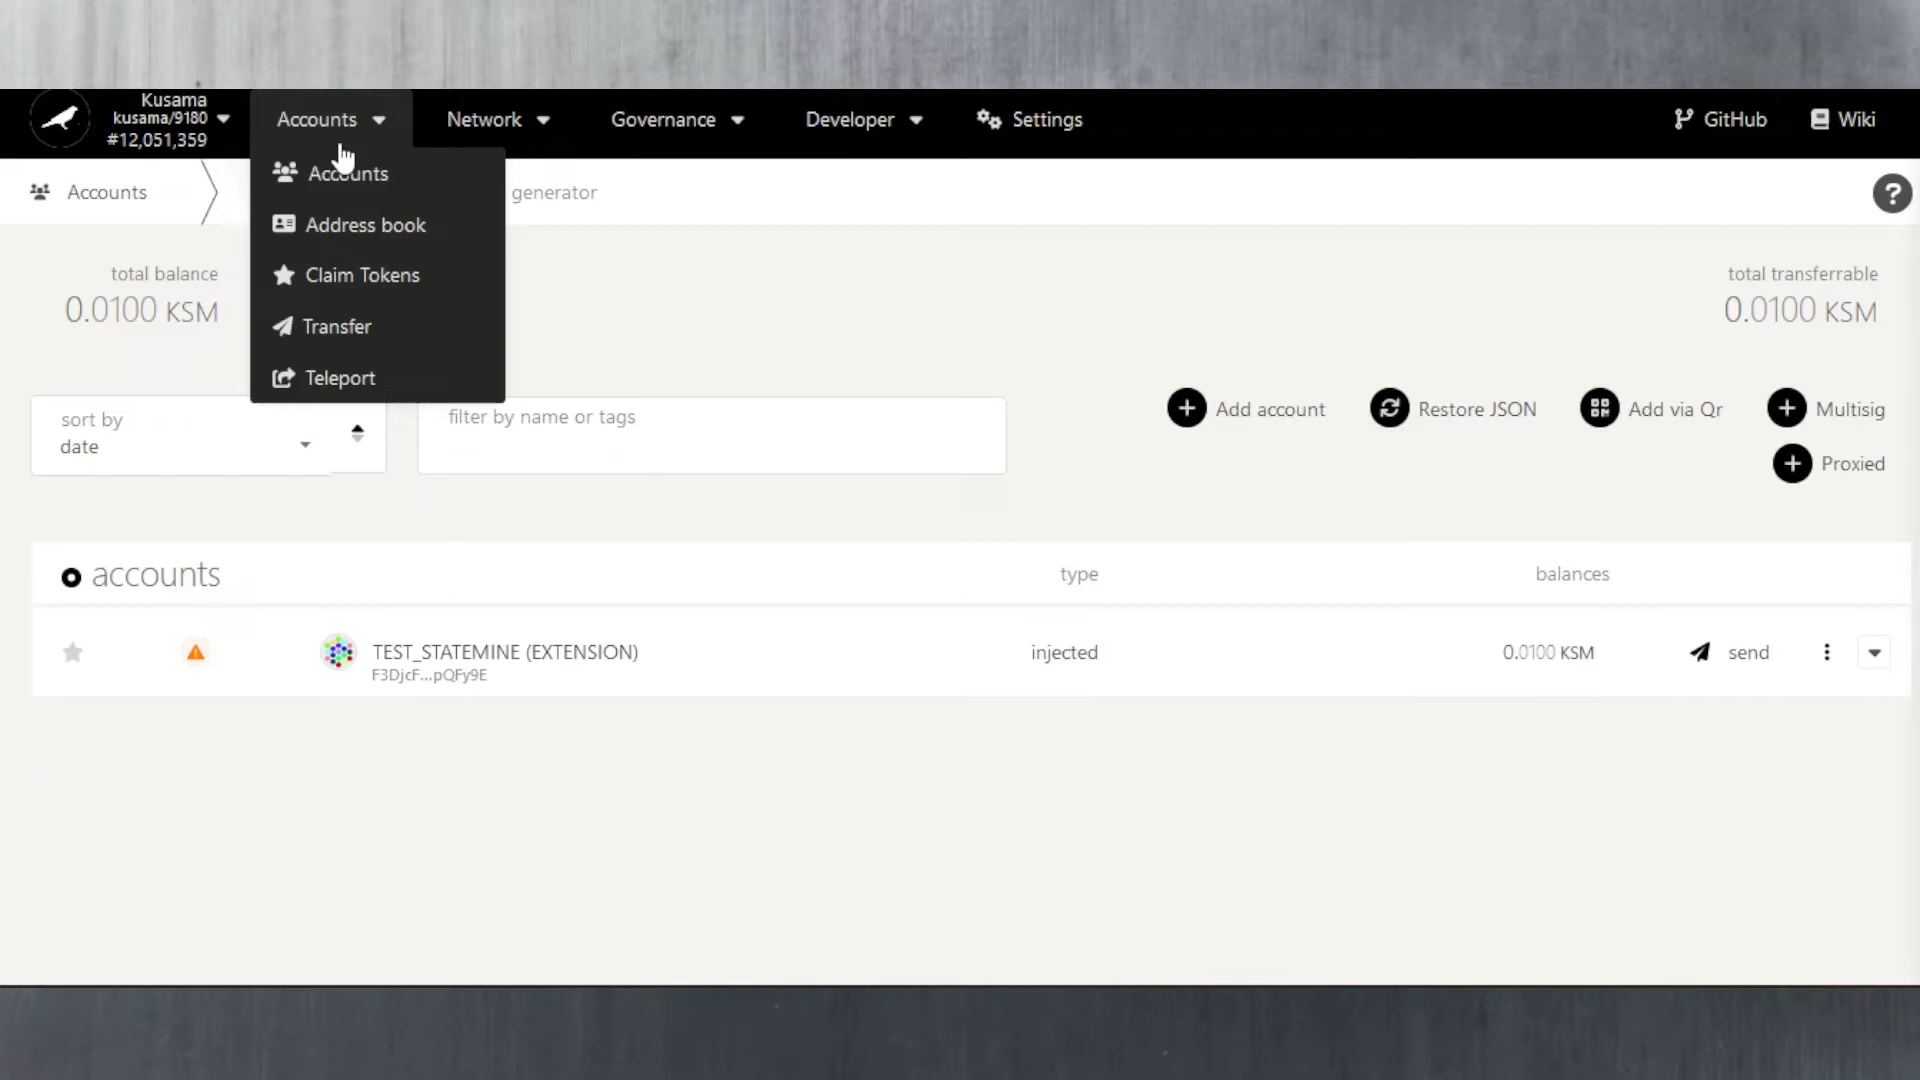 Kusama
kusama/9180
#12,051,359
Accounts
Network
Governance
Developer
Settings
GitHub
Wiki
Accounts
Address book
Claim Tokens
Transfer
Teleport
Accounts
generator
?
total balance
0.0100 KSM
total transferrable
0.0100 KSM
sort by
date
filter by name or tags
Add account
Restore JSON
Add via Qr
Multisig
Proxied
accounts
type
balances
TEST_STATEMINE (EXTENSION)
F3DjcF...pQFy9E
injected
0.0100 KSM
send